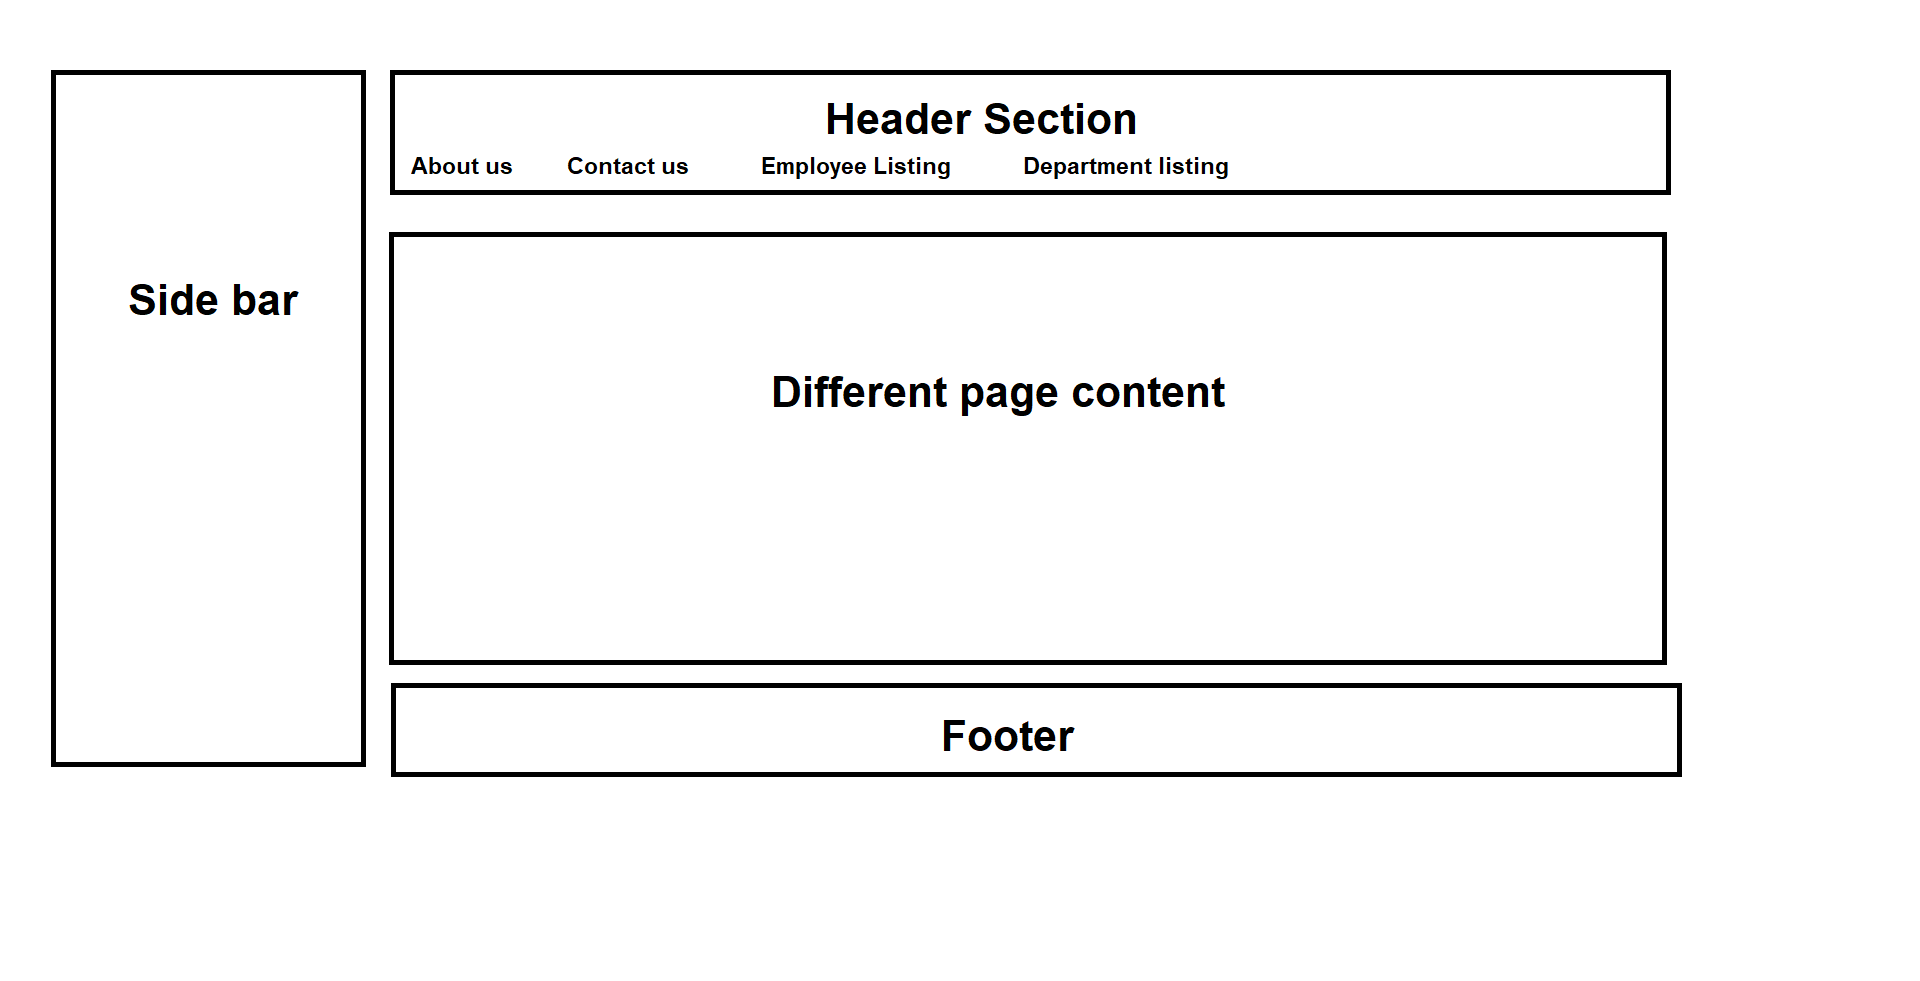 Side bar
Header Section
About us Contact us Employee Listing Department listing
Different page content
Footer